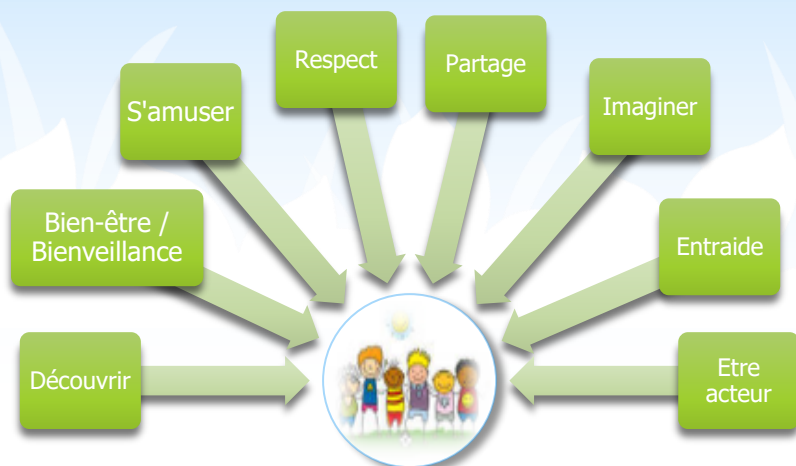 Respect
Partage
S'amuser
Imaginer
Bien-être /
Bienveillance
Entraide
Découvrir
Etre
acteur